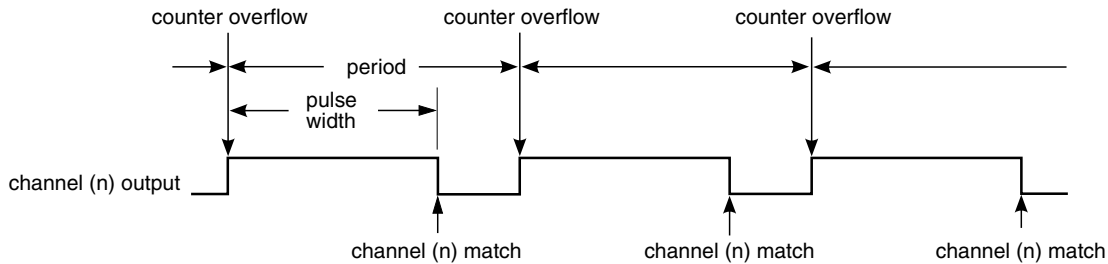 counter overflow
counter overflow
counter overflow
period
pulse
width
channel (n) output
channel (n) match
channel (n) match
channel (n) match